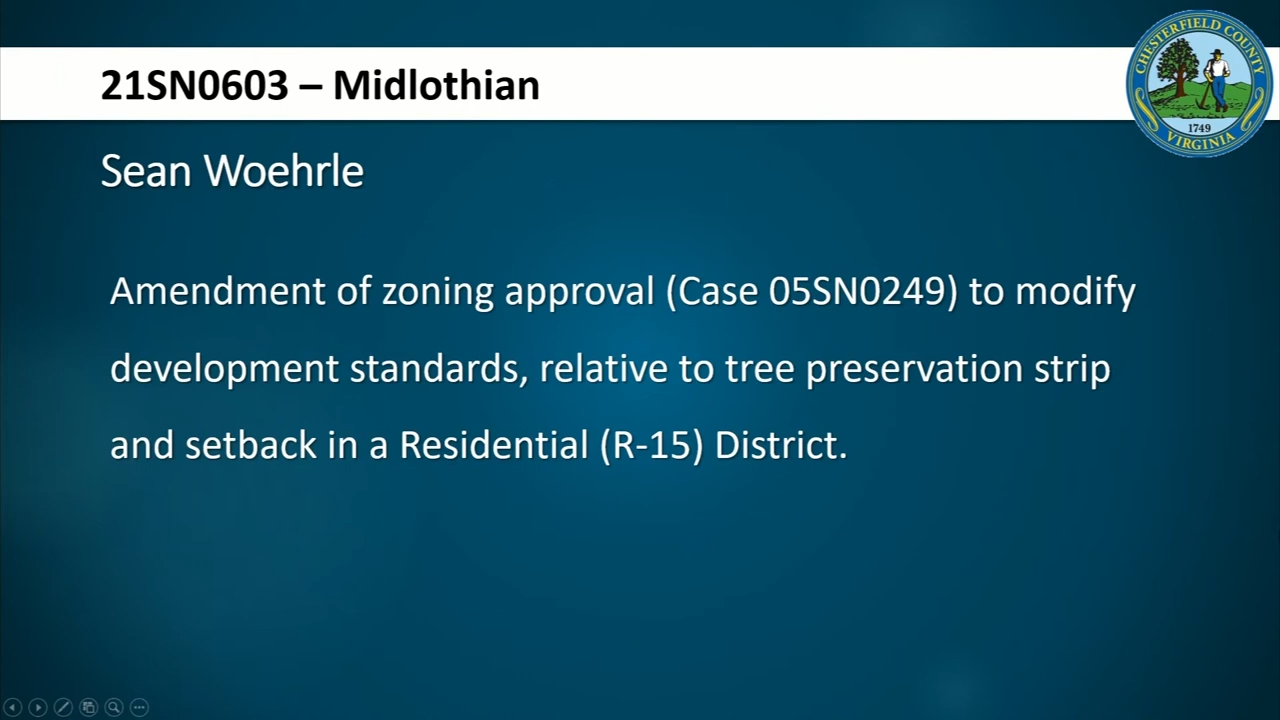 21SN0603 – Midlothian
CHESTERFIELD COUNTY
1749
VIRGINIA
Sean Woehrle
Amendment of zoning approval (Case 05SN0249) to modify
development standards, relative to tree preservation strip
and setback in a Residential (R-15) District.